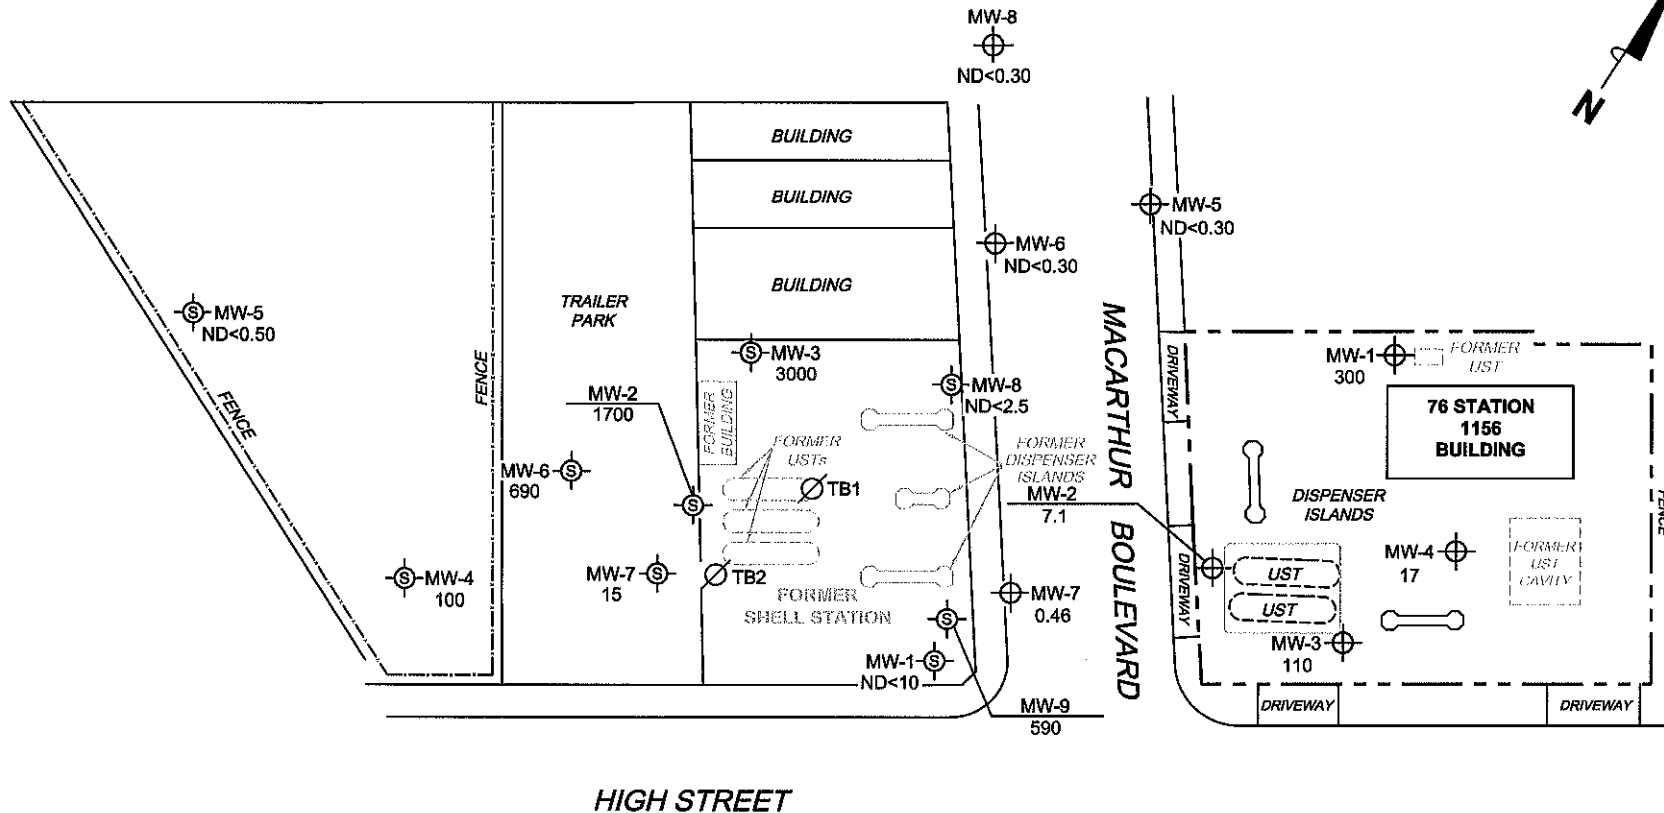 MW-8
ND<0.30
N
BUILDING
BUILDING
BUILDING
MW-5
ND<0.30
MW-6
ND<0.30
TRAILER
PARK
MW-5
ND<0.50
FENCE
FENCE
MW-3
3000
MW-2
1700
FORMER
BUILDING
MW-8
ND<2.5
FORMER
USTs
FORMER
DISPENSER
ISLANDS
TB1
MW-6
690
MW-2
7.1
MACARTHUR BOULEVARD
DRIVEWAY
MW-1
300
FORMER
UST
76 STATION
1156
BUILDING
DISPENSER
ISLANDS
FENCE
MW-4
100
MW-7
15
TB2
FORMER
SHELL STATION
MW-7
0.46
DRIVEWAY
UST
UST
MW-4
17
FORMER
UST
CAVITY
MW-3
110
MW-1
ND<10
MW-9
590
DRIVEWAY
DRIVEWAY
HIGH STREET
S
S
S
S
S
S
S
S
S